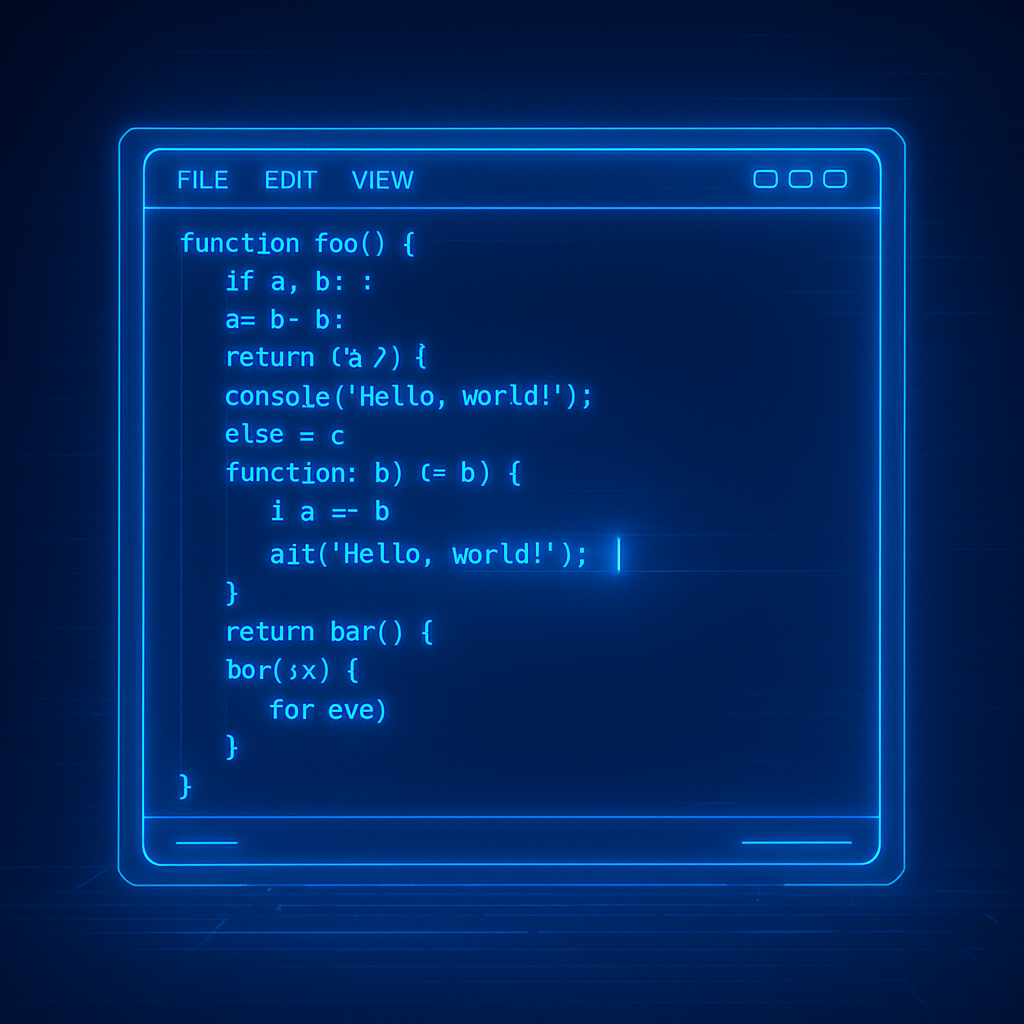 FILE EDIT VIEW
function foo() {
if a, b: :
a= b- b:
return {
console('Hello, world!');
else = c
function: b) (= b) {
i a =- b
ait('Hello, world!');
}
return bar() {
{
for eve)
}
}